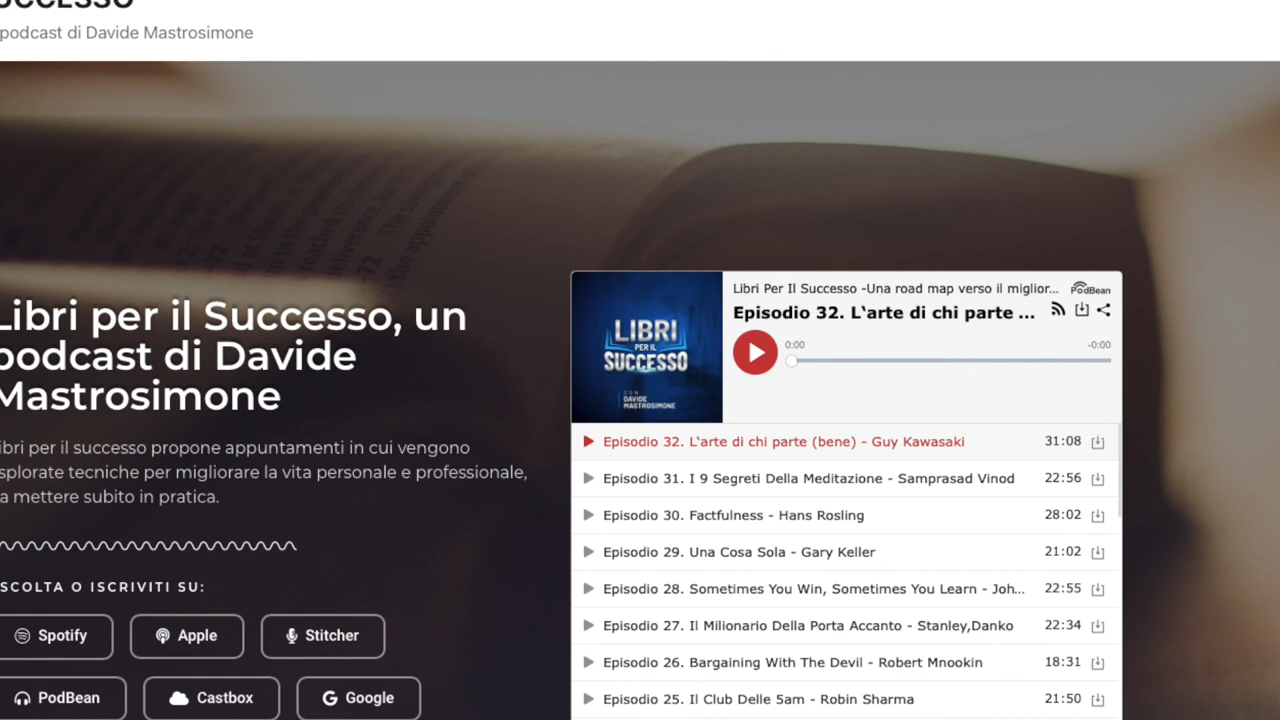 podcast di Davide Mastrosimone
Libri per il Successo, un
podcast di Davide
Mastrosimone
ibri per il successo propone appuntamenti in cui vengono
splorate tecniche per migliorare la vita personale e professionale,
a mettere subito in pratica.
SCOLTA O ISCRIVITI SU:
Spotify
Apple
Stitcher
PodBean
Castbox
Google
LIBRI
PER IL
SUCCESSO
CON
DAVIDE
MASTROSIMONE
Libri Per Il Successo -Una road map verso il miglior...
PodBean
Episodio 32. L'arte di chi parte ...
0:00
-0:00
Episodio 32. L'arte di chi parte (bene) - Guy Kawasaki 31:08
Episodio 31. I 9 Segreti Della Meditazione - Samprasad Vinod 22:56
Episodio 30. Factfulness - Hans Rosling 28:02
Episodio 29. Una Cosa Sola - Gary Keller 21:02
Episodio 28. Sometimes You Win, Sometimes You Learn - Joh... 22:55
Episodio 27. Il Milionario Della Porta Accanto - Stanley,Danko 22:34
Episodio 26. Bargaining With The Devil - Robert Mnookin 18:31
Episodio 25. Il Club Delle 5am - Robin Sharma 21:50